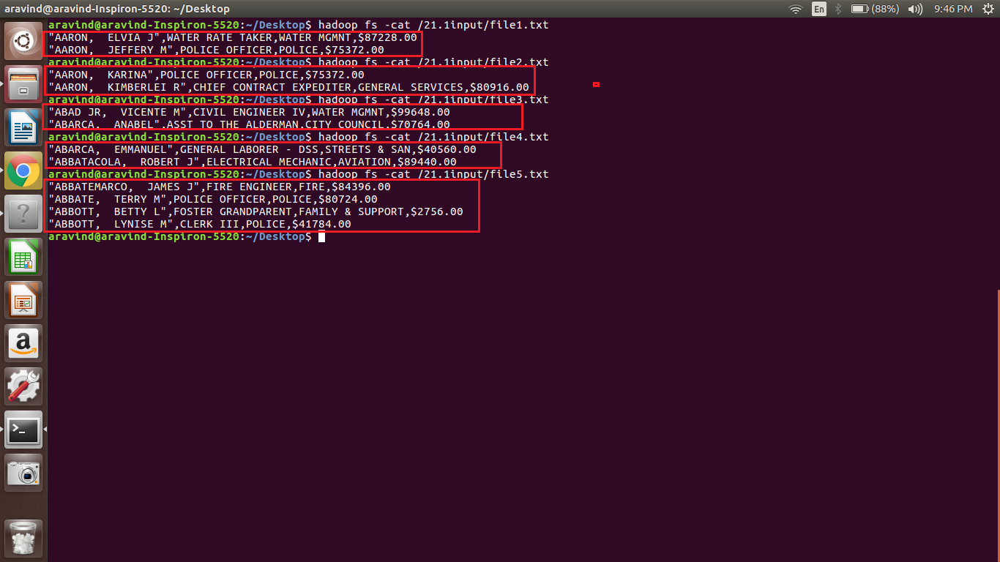 aravind@aravind-Inspiron-5520: ~/Desktop En (88%) 9:46 PM
aravind@aravind-Inspiron-5520:~/Desktop$ hadoop fs -cat /21.1input/file1.txt
"AARON,  ELVIA J",WATER RATE TAKER,WATER MGMNT,$87228.00
"AARON,  JEFFERY M",POLICE OFFICER,POLICE,$75372.00
aravind@aravind-Inspiron-5520:~/Desktop$ hadoop fs -cat /21.1input/file2.txt
"AARON,  KARINA",POLICE OFFICER,POLICE,$75372.00
"AARON,  KIMBERLEI R",CHIEF CONTRACT EXPEDITER,GENERAL SERVICES,$80916.00
aravind@aravind-Inspiron-5520:~/Desktop$ hadoop fs -cat /21.1input/file3.txt
"ABAD JR,  VICENTE M",CIVIL ENGINEER IV,WATER MGMNT,$99648.00
"ABARCA,  ANABEL",ASST TO THE ALDERMAN,CITY COUNCIL,$70764.00
aravind@aravind-Inspiron-5520:~/Desktop$ hadoop fs -cat /21.1input/file4.txt
"ABARCA,  EMMANUEL",GENERAL LABORER - DSS,STREETS & SAN,$40560.00
"ABBATACOLA,  ROBERT J",ELECTRICAL MECHANIC,AVIATION,$89440.00
aravind@aravind-Inspiron-5520:~/Desktop$ hadoop fs -cat /21.1input/file5.txt
"ABBATEMARCO,  JAMES J",FIRE ENGINEER,FIRE,$84396.00
"ABBATE,  TERRY M",POLICE OFFICER,POLICE,$80724.00
"ABBOTT,  BETTY L",FOSTER GRANDPARENT,FAMILY & SUPPORT,$2756.00
"ABBOTT,  LYNISE M",CLERK III,POLICE,$41784.00
aravind@aravind-Inspiron-5520:~/Desktop$